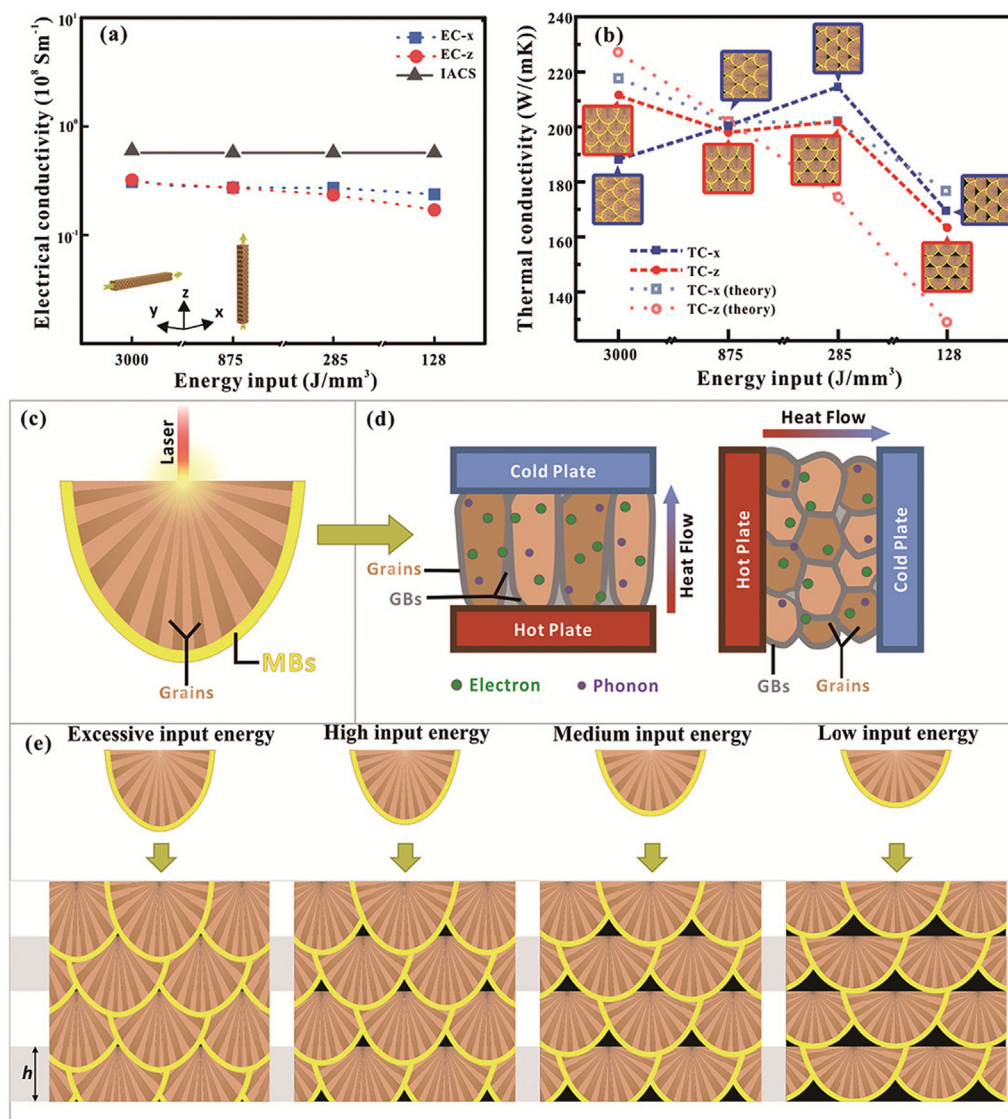 (a)
Electrical conductivity (10⁸ Sm⁻¹)
10¹
10⁰
10⁻¹
EC-x
EC-z
IACS
z
y
x
3000
875
285
128
Energy input (J/mm³)
(b)
Thermal conductivity (W/(mK))
240
220
200
180
160
140
TC-x
TC-z
TC-x (theory)
TC-z (theory)
3000
875
285
128
Energy input (J/mm³)
(c)
Laser
Grains
MBs
(d)
Cold Plate
Heat Flow
Grains
GBs
Hot Plate
Electron
Phonon
Heat Flow
Hot Plate
Cold Plate
GBs
Grains
(e)
Excessive input energy
High input energy
Medium input energy
Low input energy
h